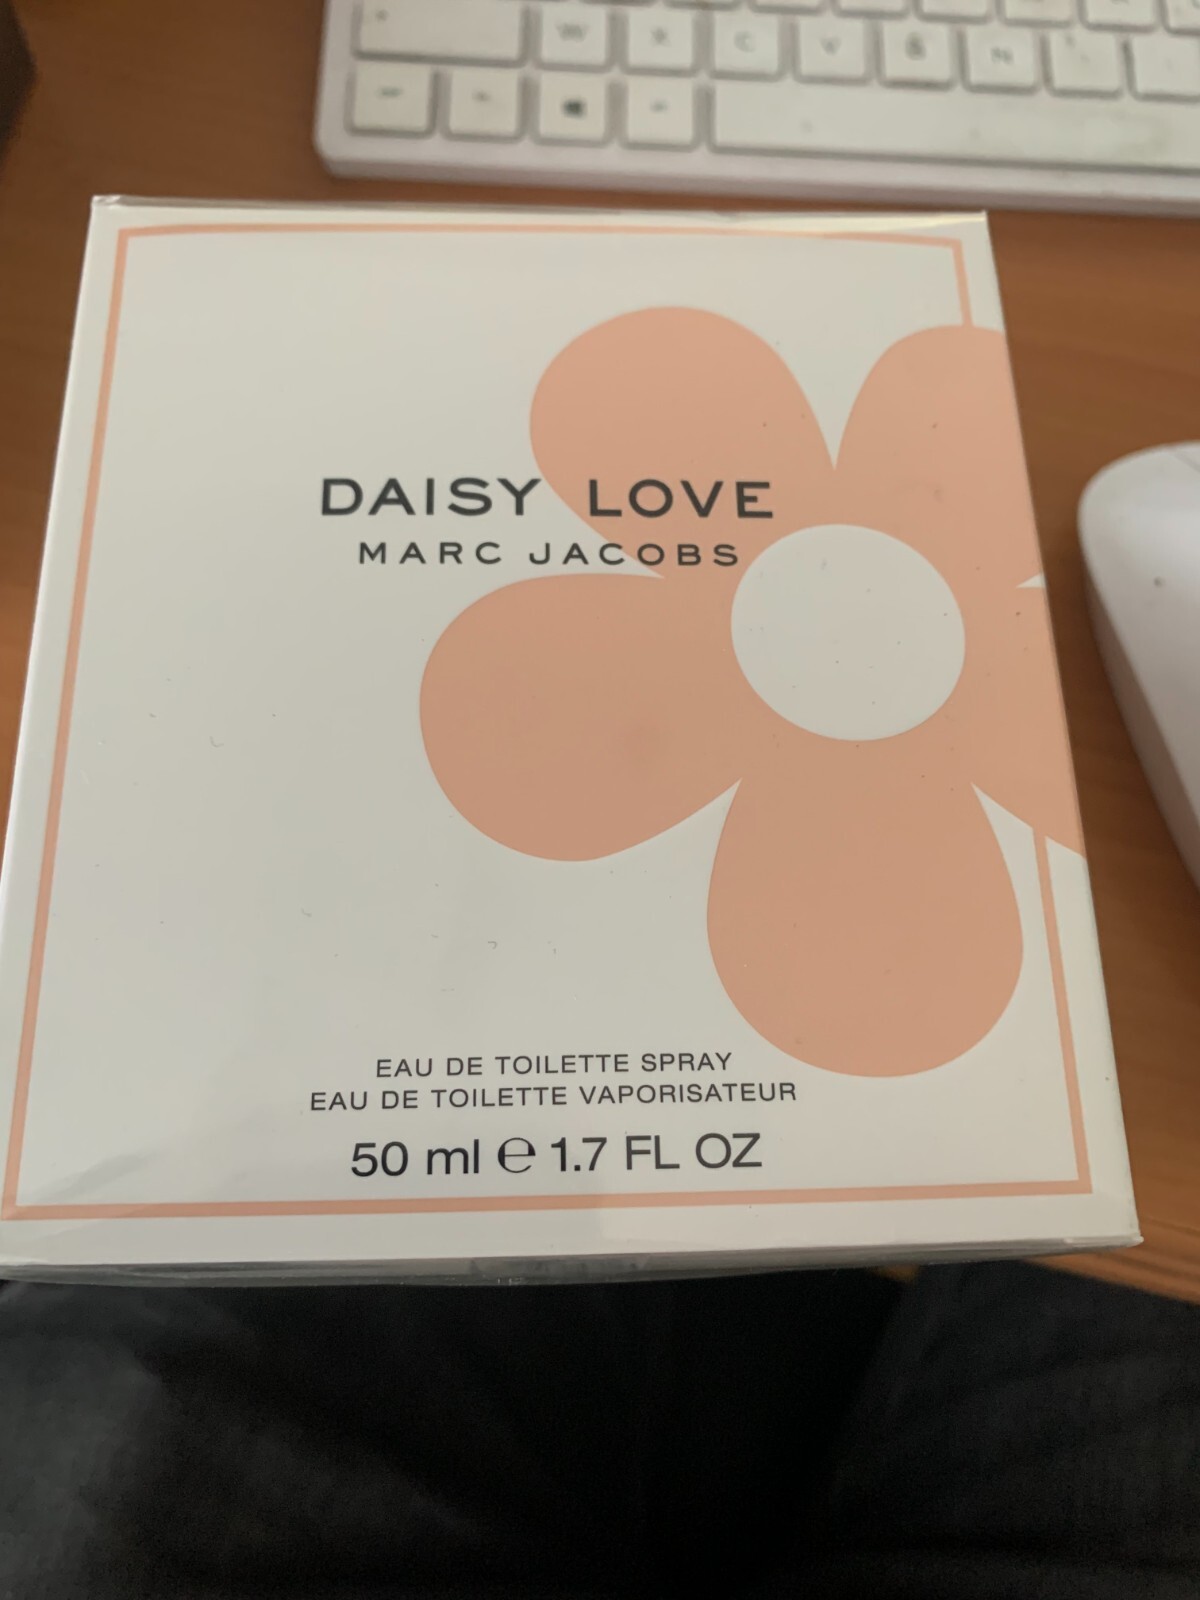 W X C V B N
DAISY LOVE
MARC JACOBS
EAU DE TOILETTE SPRAY
EAU DE TOILETTE VAPORISATEUR
50 ml ℮ 1.7 FL OZ